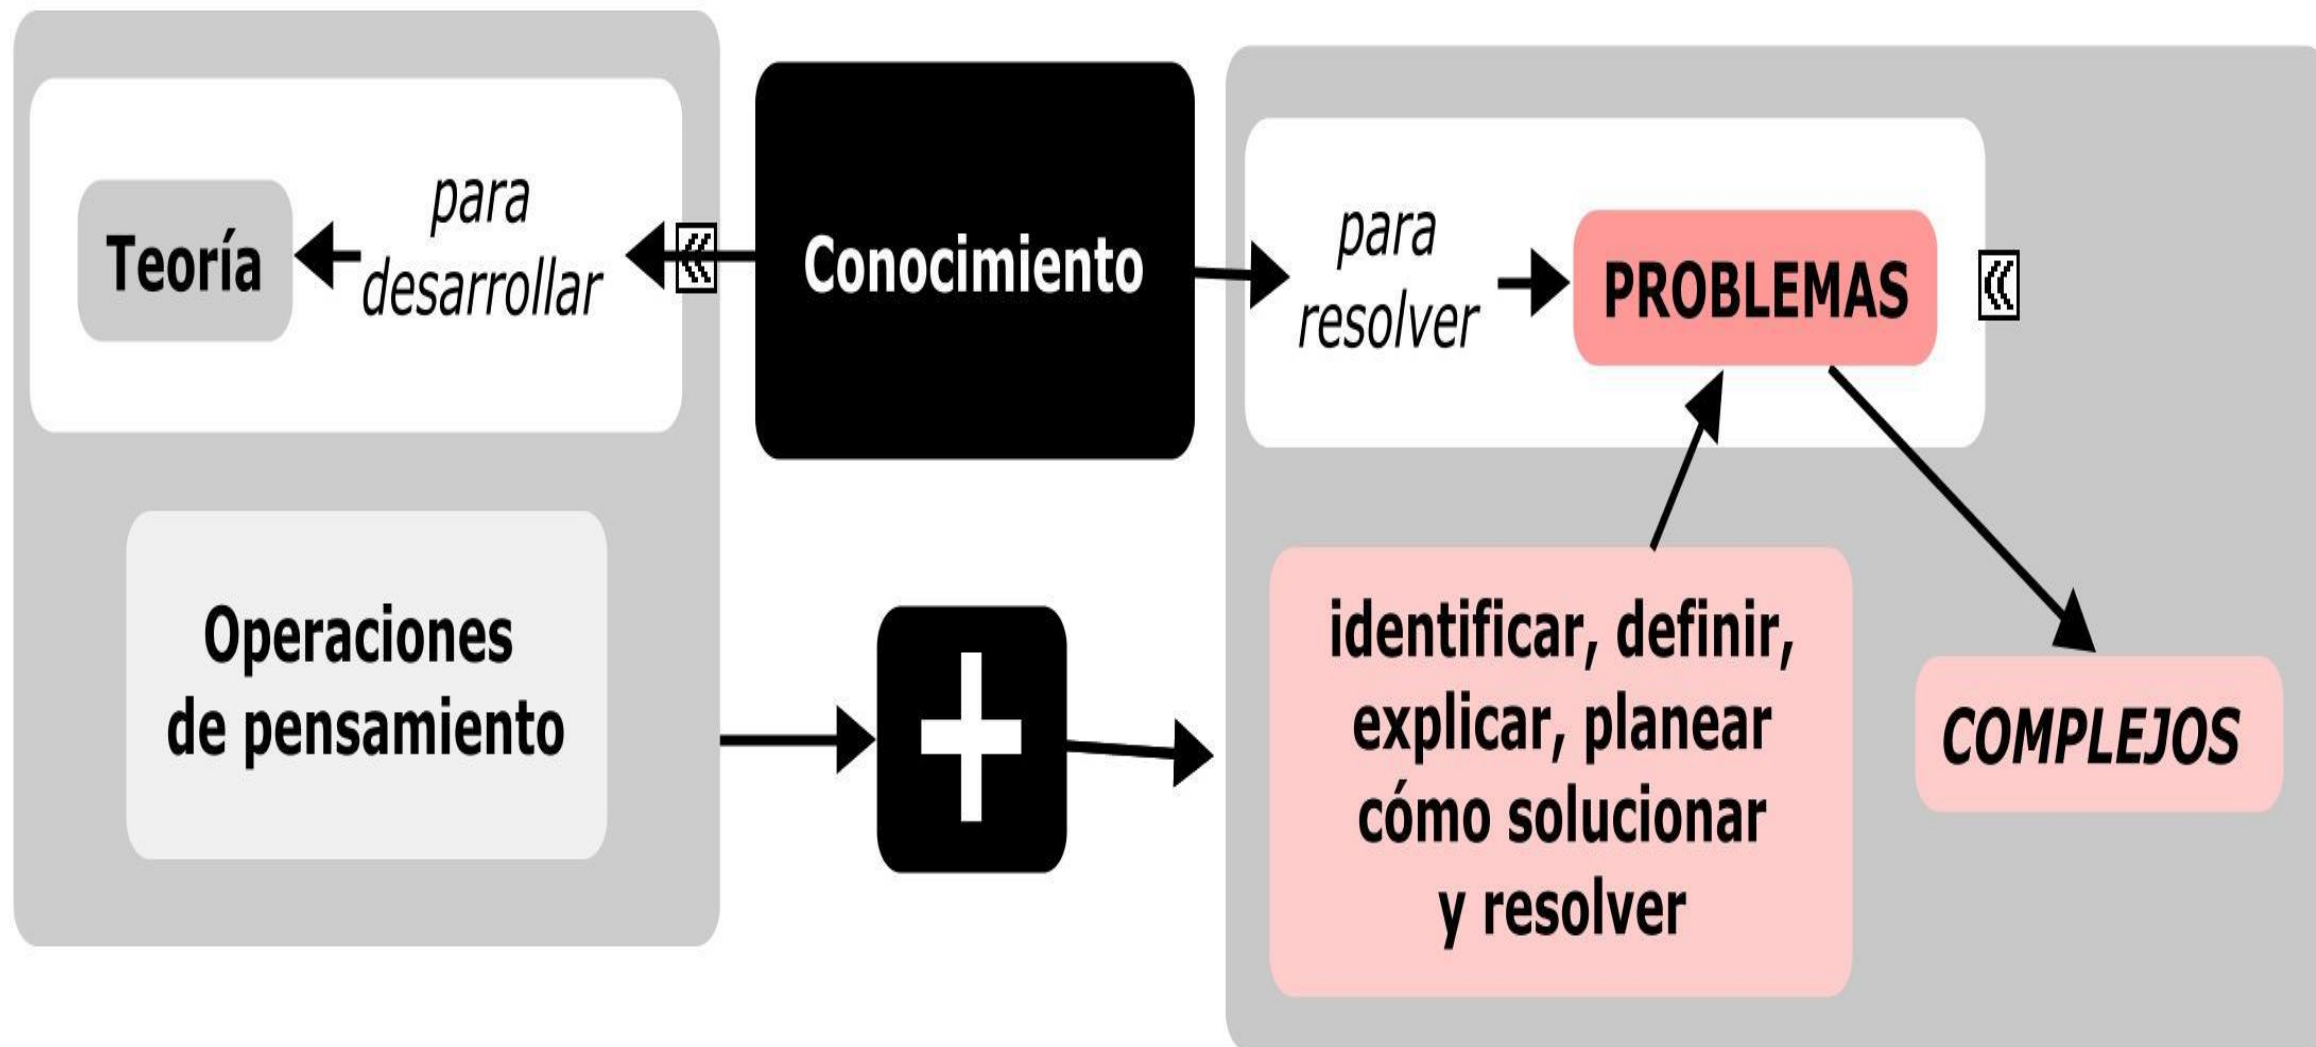 Teoría
para
desarrollar
Conocimiento
para
resolver
PROBLEMAS
Operaciones
de pensamiento
+
identificar, definir,
explicar, planear
cómo solucionar
y resolver
COMPLEJOS